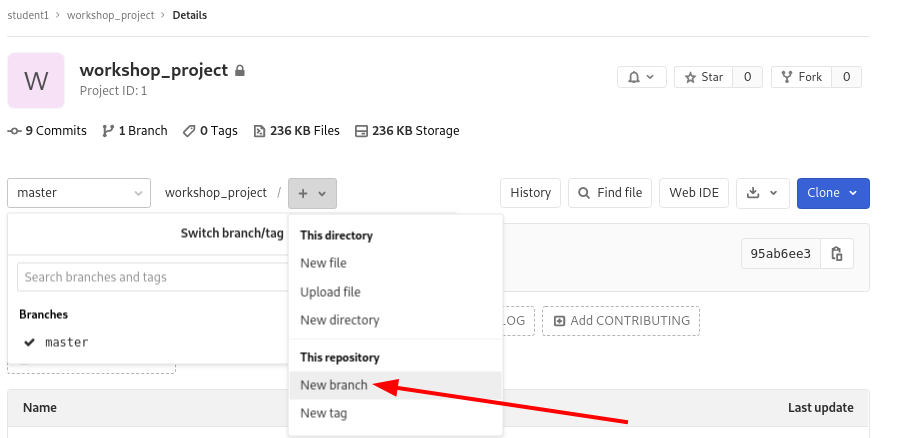 student1 > workshop_project > Details
W
workshop_project
Project ID: 1
Star 0
Fork 0
9 Commits 1 Branch 0 Tags 236 KB Files 236 KB Storage
master
workshop_project / +
History
Find file
Web IDE
Clone
Switch branch/tag
Search branches and tags
Branches
master
This directory
New file
Upload file
New directory
This repository
New branch
New tag
95ab6ee3
LOG
Add CONTRIBUTING
Name
Last update